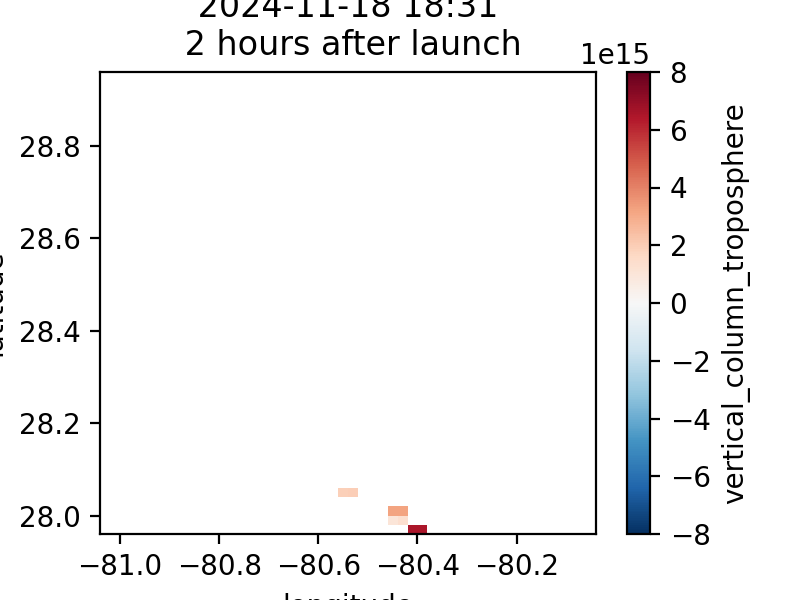 2024-11-18 18:31
2 hours after launch
1e15
8
6
4
2
0
−2
−4
−6
−8
vertical_column_troposphere
28.8
28.6
28.4
28.2
28.0
latitude
−81.0 −80.8 −80.6 −80.4 −80.2
longitude